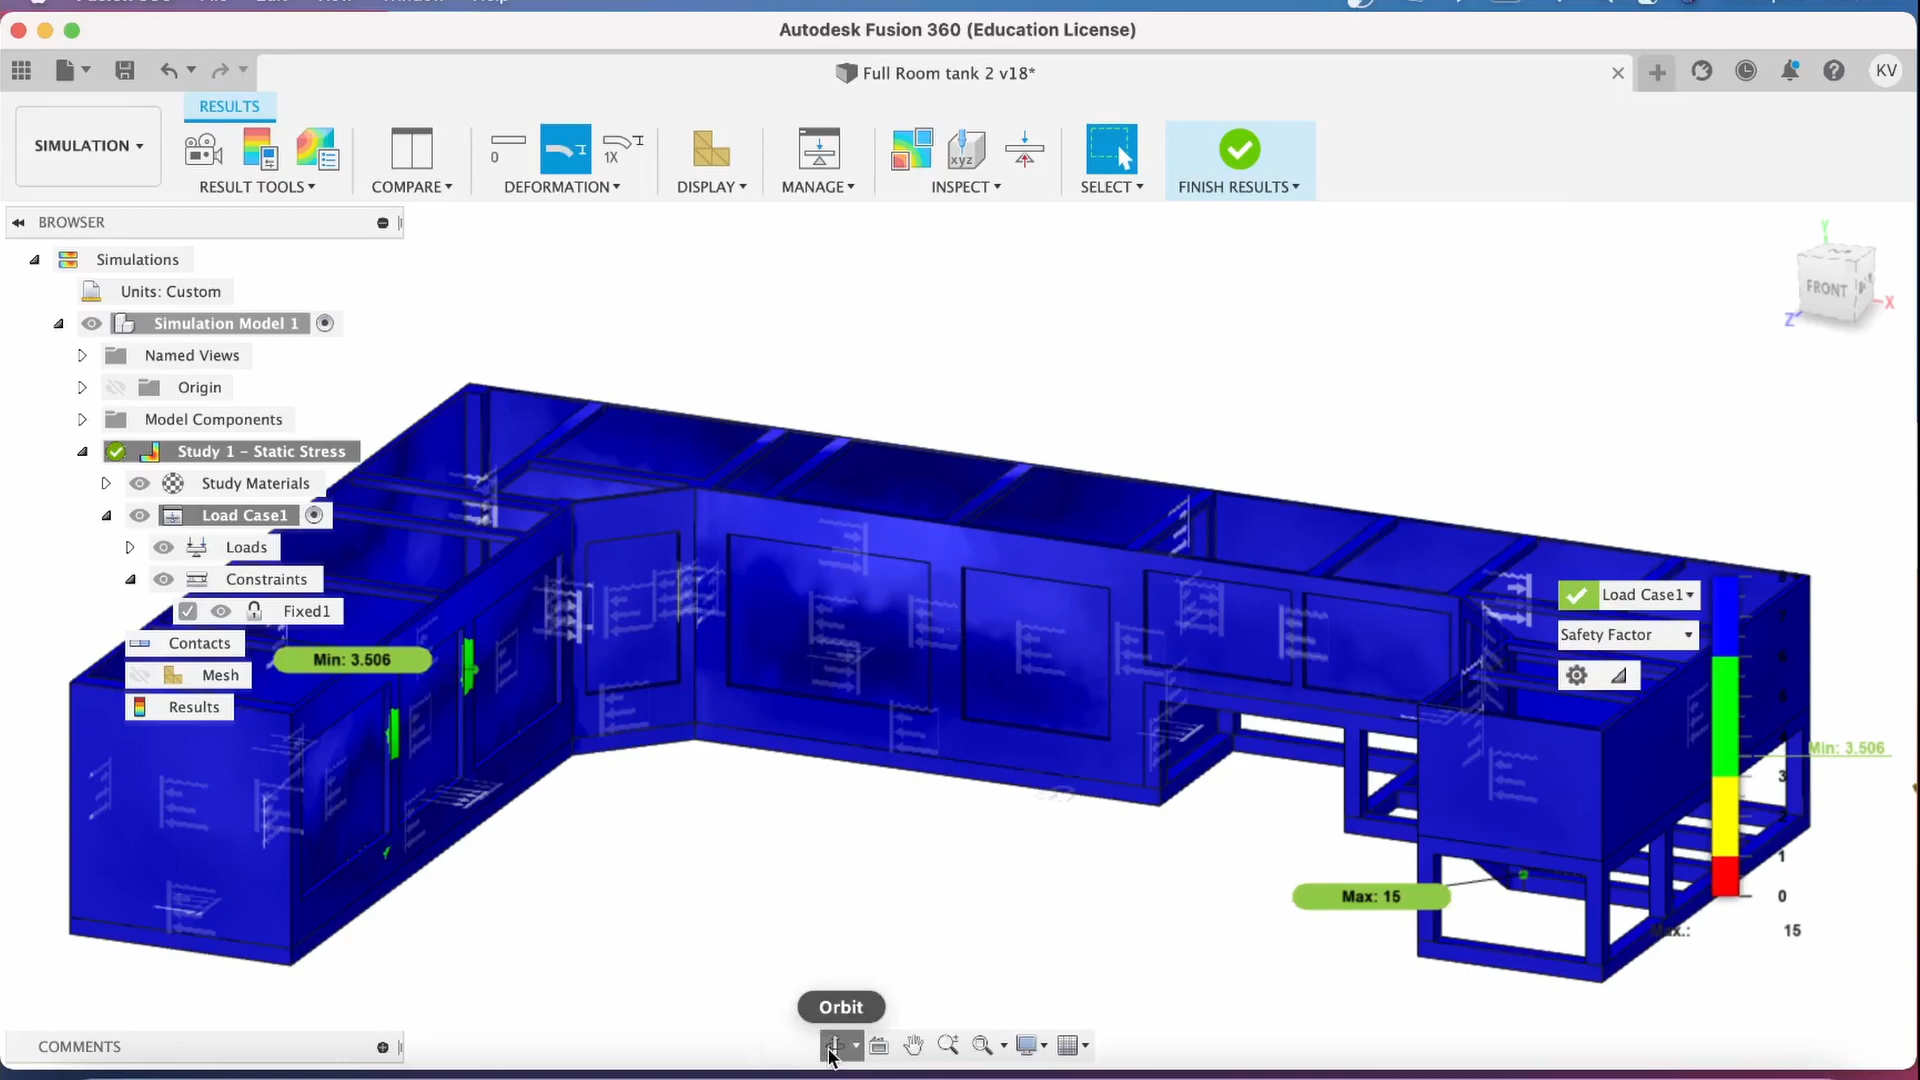 Autodesk Fusion 360 (Education License)
Full Room tank 2 v18*
KV
RESULTS
SIMULATION
0
1X
xyz
RESULT TOOLS
COMPARE
DEFORMATION
DISPLAY
MANAGE
INSPECT
SELECT
FINISH RESULTS
BROWSER
Simulations
Units: Custom
Simulation Model 1
Named Views
Origin
Model Components
Study 1 - Static Stress
Study Materials
Load Case1
Loads
Constraints
Fixed1
Contacts
Mesh
Results
Y
FRONT
X
Z
Min: 3.506
Load Case1
Safety Factor
Min: 3.506
3
1
0
Max: 15
Max.: 15
Orbit
COMMENTS